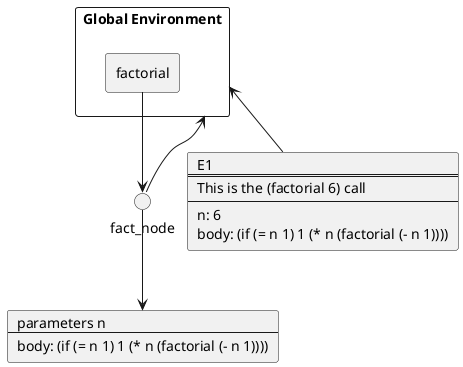 Global Environment
factorial
E1
This is the (factorial 6) call
n: 6
body: (if (= n 1) 1 (* n (factorial (- n 1))))
fact_node
parameters n
body: (if (= n 1) 1 (* n (factorial (- n 1))))